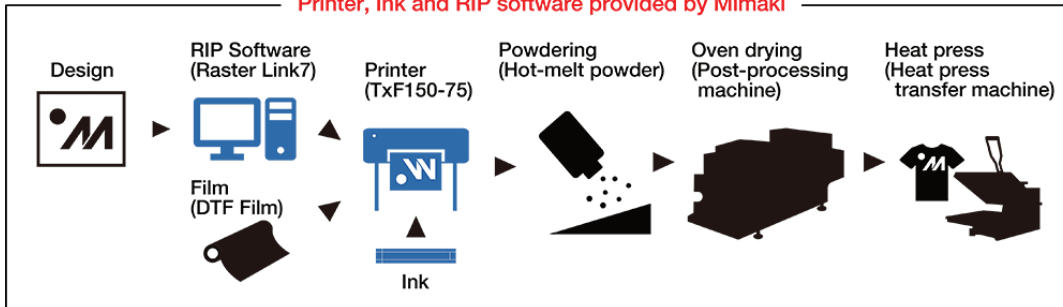 Printer, Ink and RIP software provided by Mimaki
Design
RIP Software
(Raster Link7)
Film
(DTF Film)
Printer
(TxF150-75)
Ink
Powdering
(Hot-melt powder)
Oven drying
(Post-processing
machine)
Heat press
(Heat press
transfer machine)